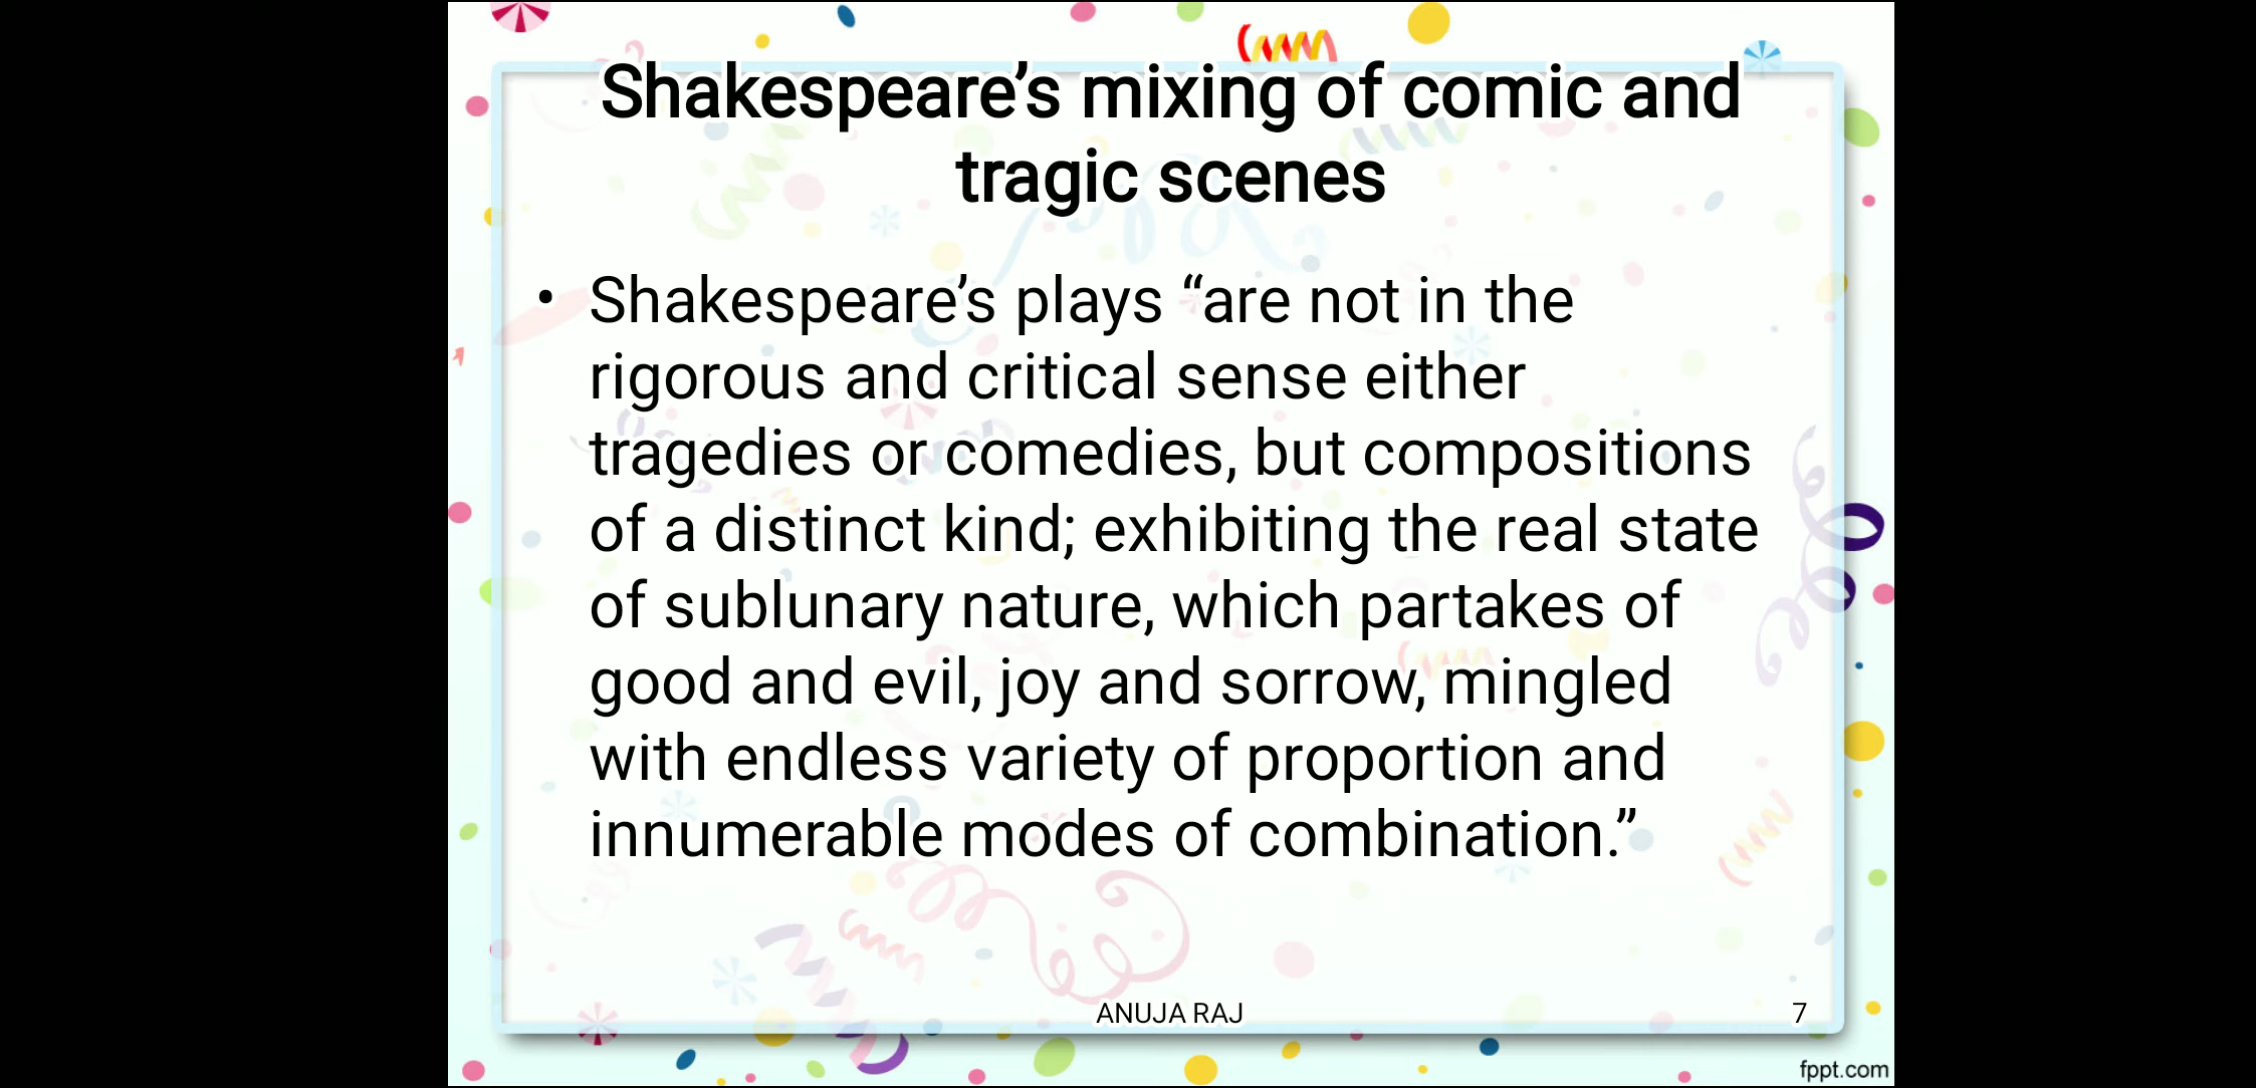 Shakespeare’s mixing of comic and
tragic scenes
• Shakespeare’s plays “are not in the
rigorous and critical sense either
tragedies or comedies, but compositions
of a distinct kind; exhibiting the real state
of sublunary nature, which partakes of
good and evil, joy and sorrow, mingled
with endless variety of proportion and
innumerable modes of combination.”
ANUJA RAJ
7
fppt.com